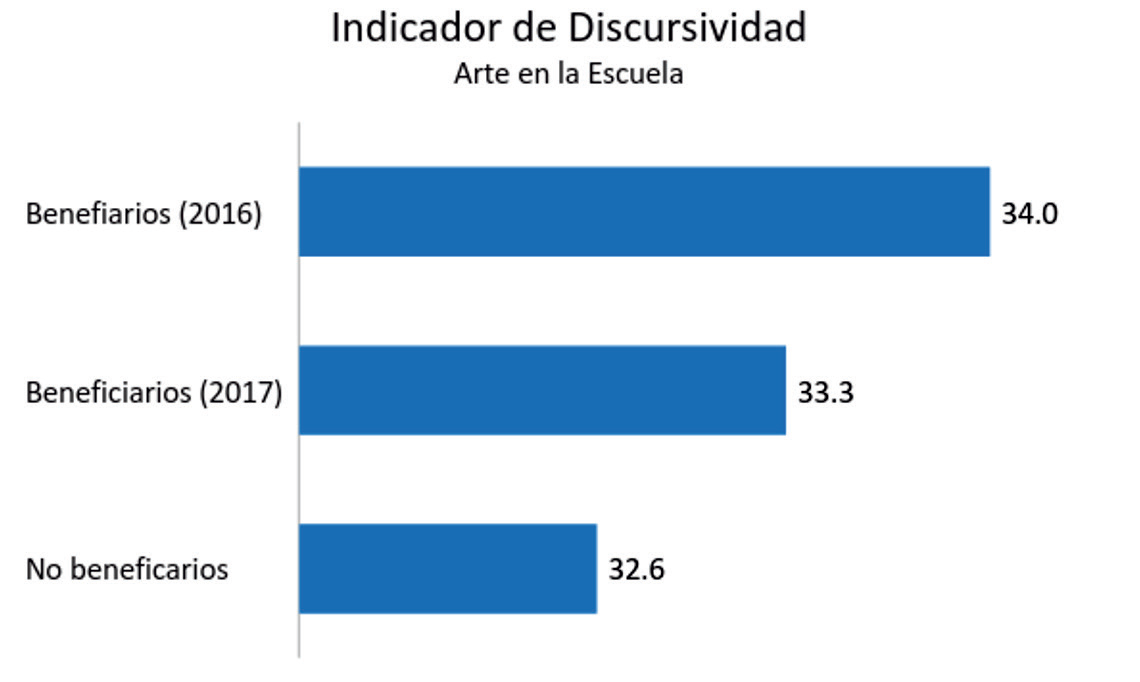 Indicador de Discursividad
Arte en la Escuela
Benefiarios (2016)
34.0
Beneficiarios (2017)
33.3
No beneficarios
32.6